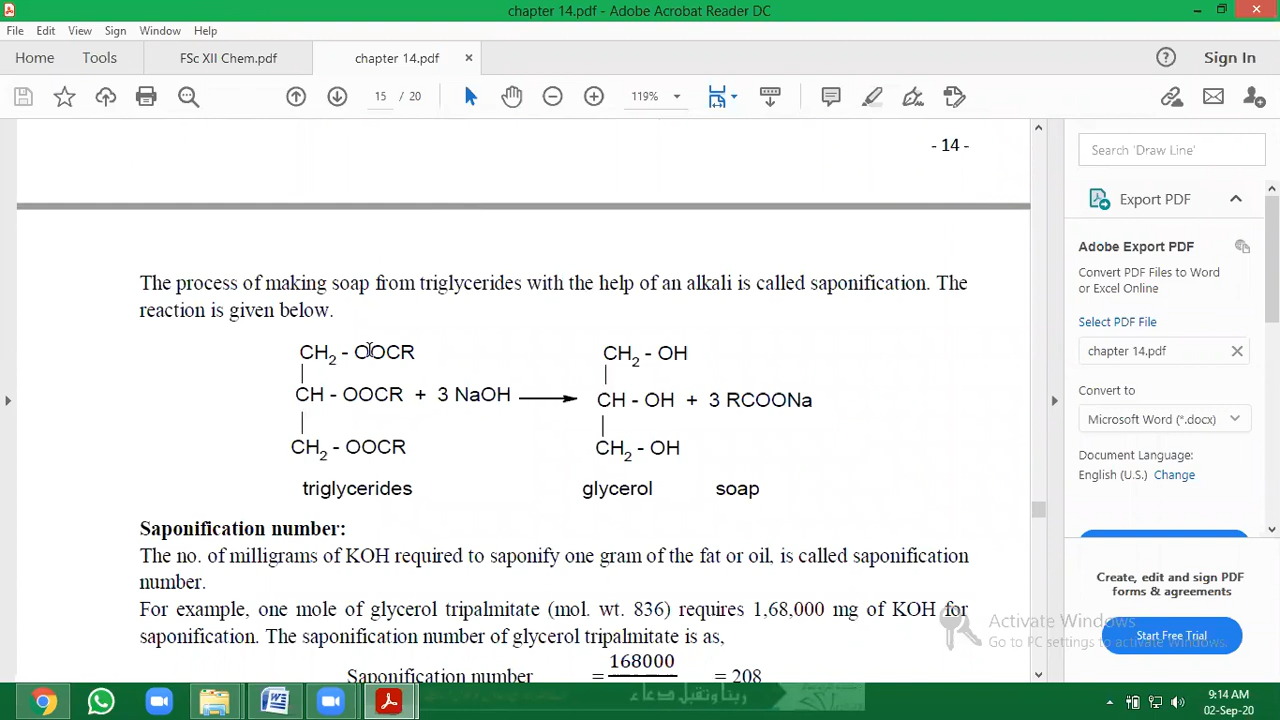 chapter 14.pdf - Adobe Acrobat Reader DC
File Edit View Sign Window Help
Home Tools FSc XII Chem.pdf chapter 14.pdf × Sign In
15 / 20 119%
- 14 -
The process of making soap from triglycerides with the help of an alkali is called saponification. The
reaction is given below.
CH2 - OOCR CH2 - OH
CH - OOCR + 3 NaOH CH - OH + 3 RCOONa
CH2 - OOCR CH2 - OH
triglycerides glycerol soap
Saponification number:
The no. of milligrams of KOH required to saponify one gram of the fat or oil, is called saponification
number.
For example, one mole of glycerol tripalmitate (mol. wt. 836) requires 1,68,000 mg of KOH for
saponification. The saponification number of glycerol tripalmitate is as,
168000
Saponification number = = 208
Search 'Draw Line'
Export PDF
Adobe Export PDF
Convert PDF Files to Word
or Excel Online
Select PDF File
chapter 14.pdf
Convert to
Microsoft Word (*.docx)
Document Language:
English (U.S.) Change
Create, edit and sign PDF
forms & agreements
Start Free Trial
Activate Windows
Go to PC settings to activate Windows.
9:14 AM
02-Sep-20